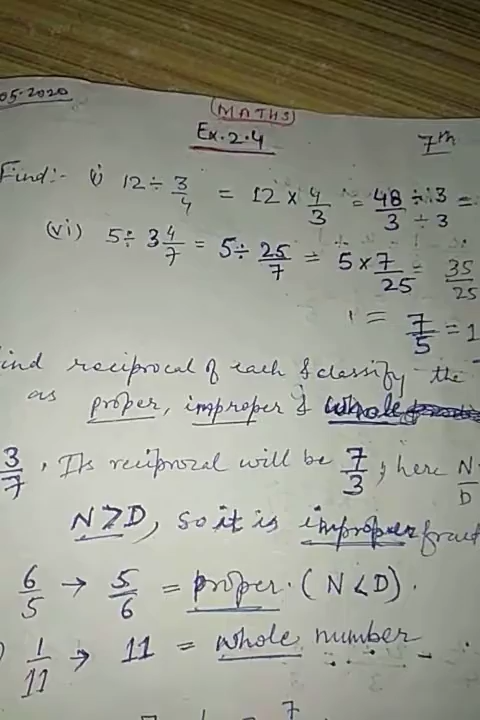 05-2020
MATHS
Ex. 2.4
7th
Find:- (i) 12 ÷ 3/4 = 12 × 4/3 = 48/3 ÷3/÷3 =
(vi) 5 ÷ 3 4/7 = 5 ÷ 25/7 = 5 × 7/25 = 35/25
= 7/5 = 1
ind reciprocal of each & classify the
as proper, improper & whole
3/7 . Its reciprocal will be 7/3, here N/D
N>D, so it is improper fract
6/5 → 5/6 = proper. (N<D).
) 1/11 → 11 = whole number
7